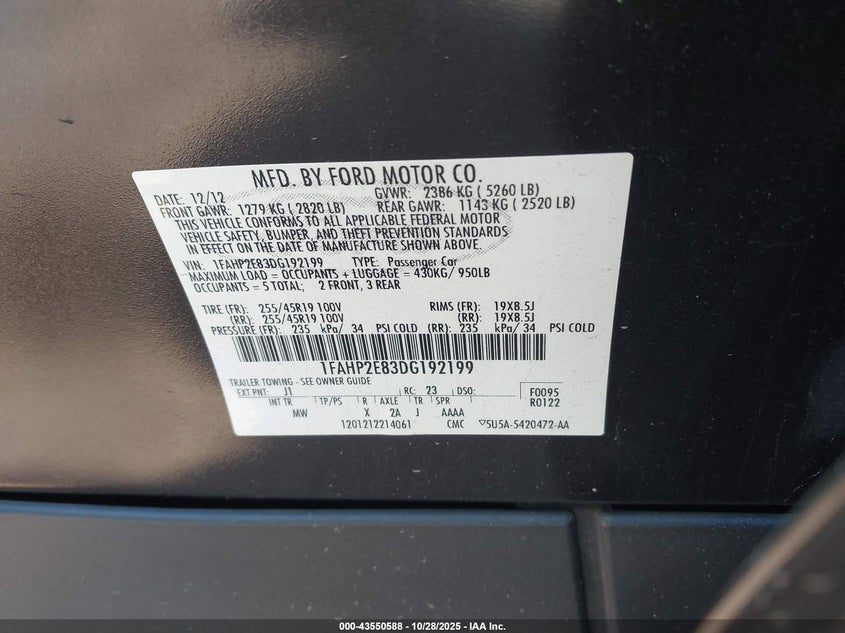 MFD. BY FORD MOTOR CO.
DATE: 12/12 GVWR: 2386 KG ( 5260 LB)
FRONT GAWR: 1279 KG ( 2820 LB) REAR GAWR: 1143 KG ( 2520 LB)
THIS VEHICLE CONFORMS TO ALL APPLICABLE FEDERAL MOTOR
VEHICLE SAFETY, BUMPER, AND THEFT PREVENTION STANDARDS
IN EFFECT ON THE DATE OF MANUFACTURE SHOWN ABOVE.
VIN: 1FAHP2E83DG192199 TYPE: Passenger Car
MAXIMUM LOAD = OCCUPANTS + LUGGAGE = 430KG/ 950LB
OCCUPANTS = 5 TOTAL; 2 FRONT, 3 REAR
TIRE (FR): 255/45R19 100V RIMS (FR): 19X8.5J
(RR): 255/45R19 100V (RR): 19X8.5J
PRESSURE (FR): 235 kPa/ 34 PSI COLD (RR): 235 kPa/ 34 PSI COLD
1FAHP2E83DG192199
TRAILER TOWING - SEE OWNER GUIDE
EXT PNT: J1 RC: 23 DSO: F0095
INT TR TP/PS R AXLE TR SPR R0122
MW X 2A J AAAA
1201212214061 CMC ▽5U5A-5420472-AA
000-43550588 | 10/28/2025 - IAA Inc.